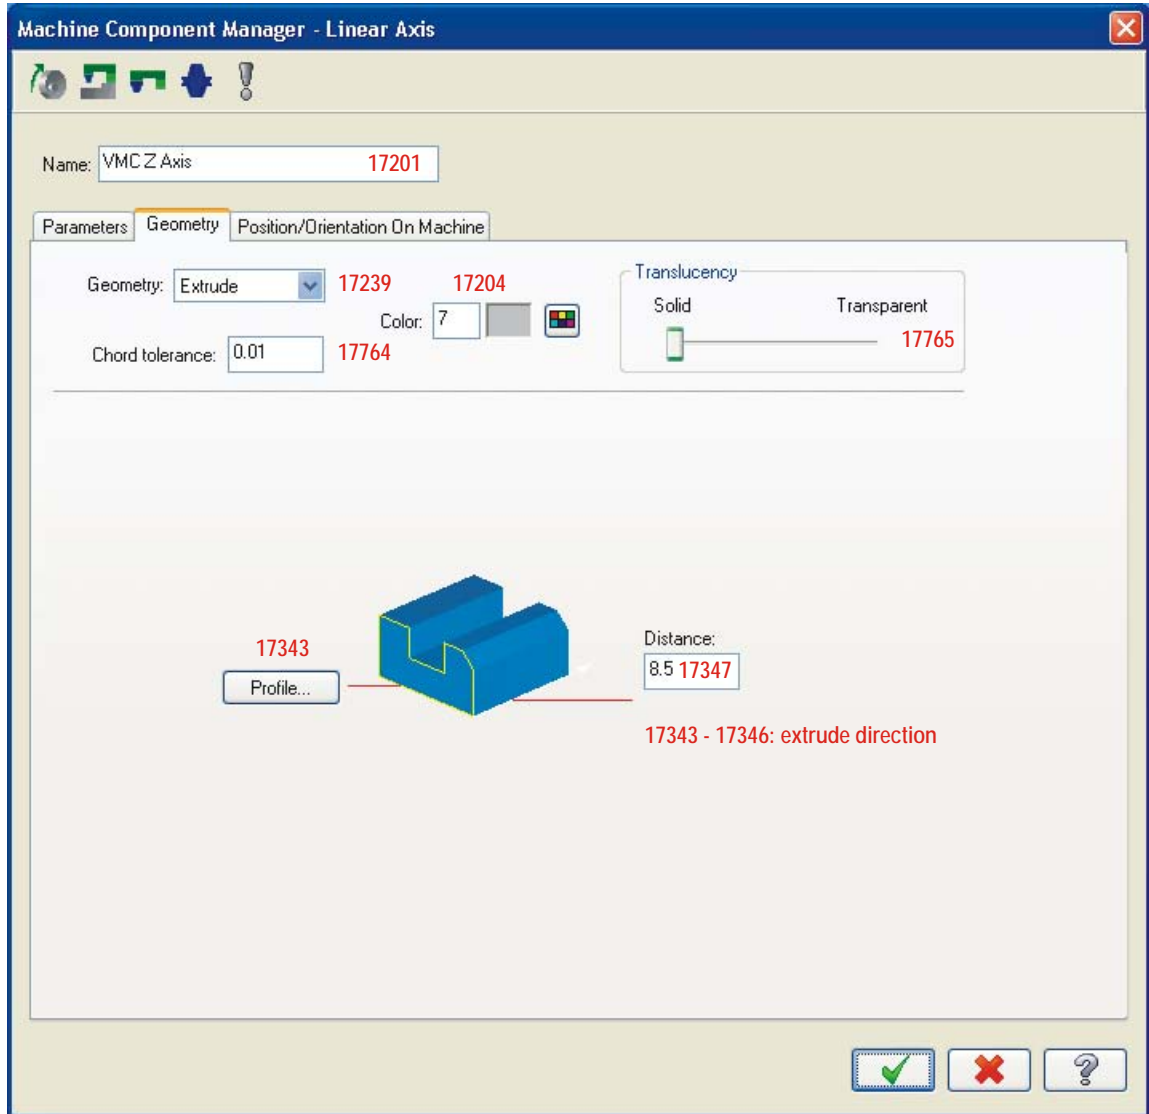 Machine Component Manager - Linear Axis
Name: VMC Z Axis 17201
Parameters Geometry Position/Orientation On Machine
Geometry: Extrude 17239 17204
Color: 7
Chord tolerance: 0.01 17764
Translucency
Solid Transparent
17765
17343
Profile...
Distance:
8.5 17347
17343 - 17346: extrude direction